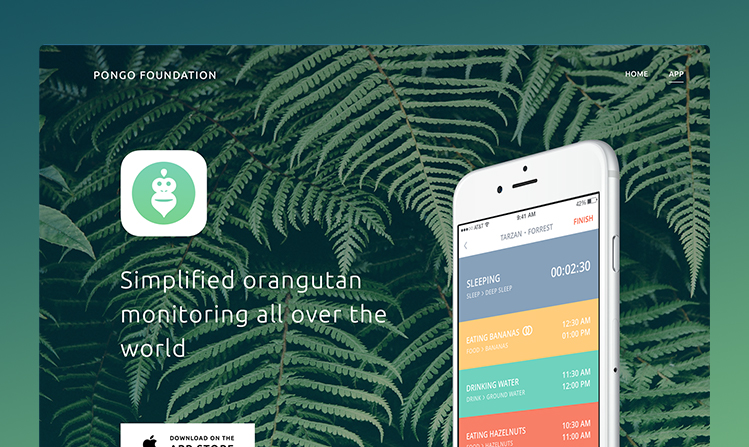 PONGO FOUNDATION
HOME APP
Simplified orangutan
monitoring all over the
world
DOWNLOAD ON THE
APP STORE
AT&T 9:41 AM 42%
TARZAN - FORREST FINISH
SLEEPING 00:02:30
SLEEP > DEEP SLEEP
EATING BANANAS 12:30 AM
FOOD > BANANAS 01:00 PM
DRINKING WATER 11:30 AM
DRINK > GROUND WATER 12:00 PM
EATING HAZELNUTS 10:30 AM
FOOD > HAZELNUTS 11:00 AM